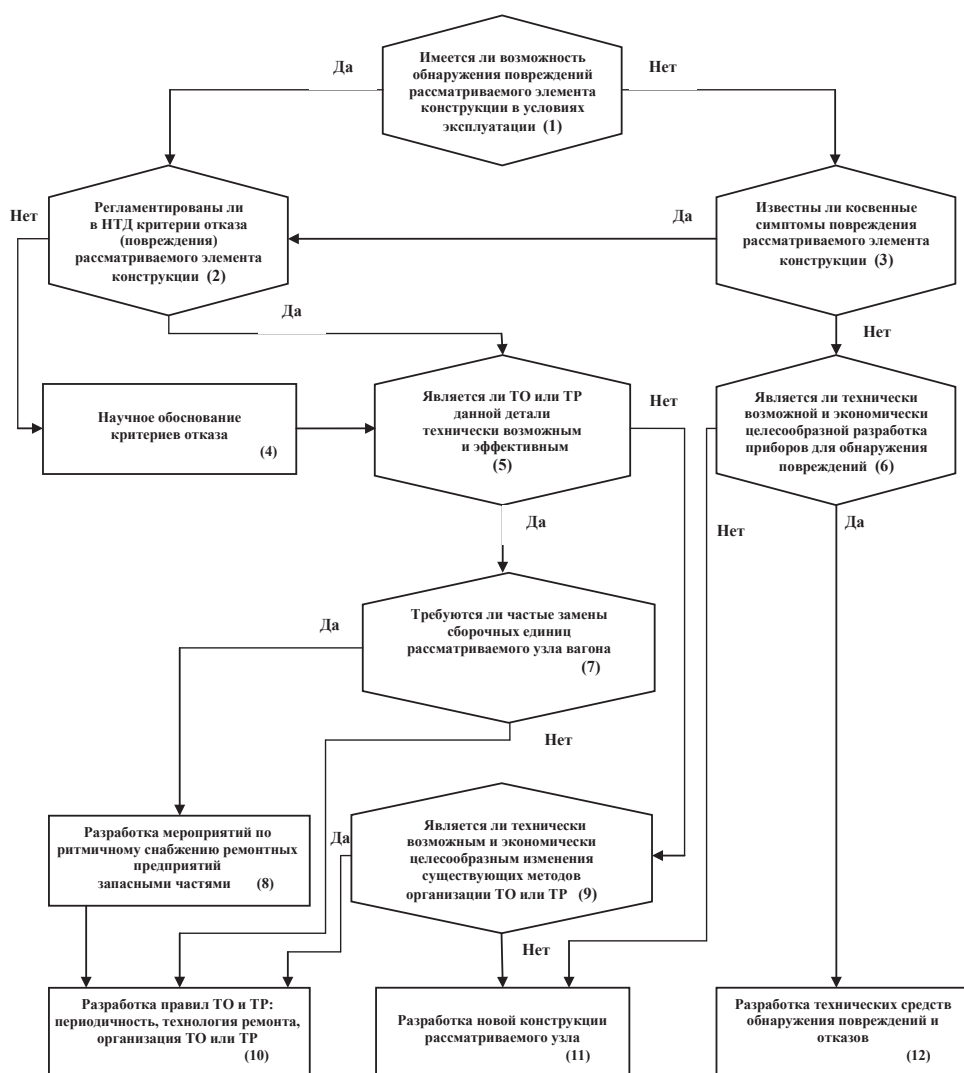 Имеется ли возможность
обнаружения повреждений
рассматриваемого элемента
конструкции в условиях
эксплуатации (1)
Да
Нет
Регламентированы ли
в НТД критерии отказа
(повреждения)
рассматриваемого элемента
конструкции (2)
Нет
Да
Известны ли косвенные
симптомы повреждения
рассматриваемого элемента
конструкции (3)
Да
Нет
Научное обоснование
критериев отказа
(4)
Является ли ТО или ТР
данной детали
технически возможным
и эффективным
(5)
Нет
Да
Является ли технически
возможной и экономически
целесообразной разработка
приборов для обнаружения
повреждений (6)
Нет
Да
Требуются ли частые замены
сборочных единиц
рассматриваемого узла вагона
(7)
Да
Нет
Разработка мероприятий по
ритмичному снабжению ремонтных
предприятий
запасными частями (8)
Является ли технически
возможным и экономически
целесообразным изменения
существующих методов
организации ТО или ТР (9)
Да
Нет
Разработка правил ТО и ТР:
периодичность, технология ремонта,
организация ТО или ТР
(10)
Разработка новой конструкции
рассматриваемого узла
(11)
Разработка технических средств
обнаружения повреждений и
отказов
(12)